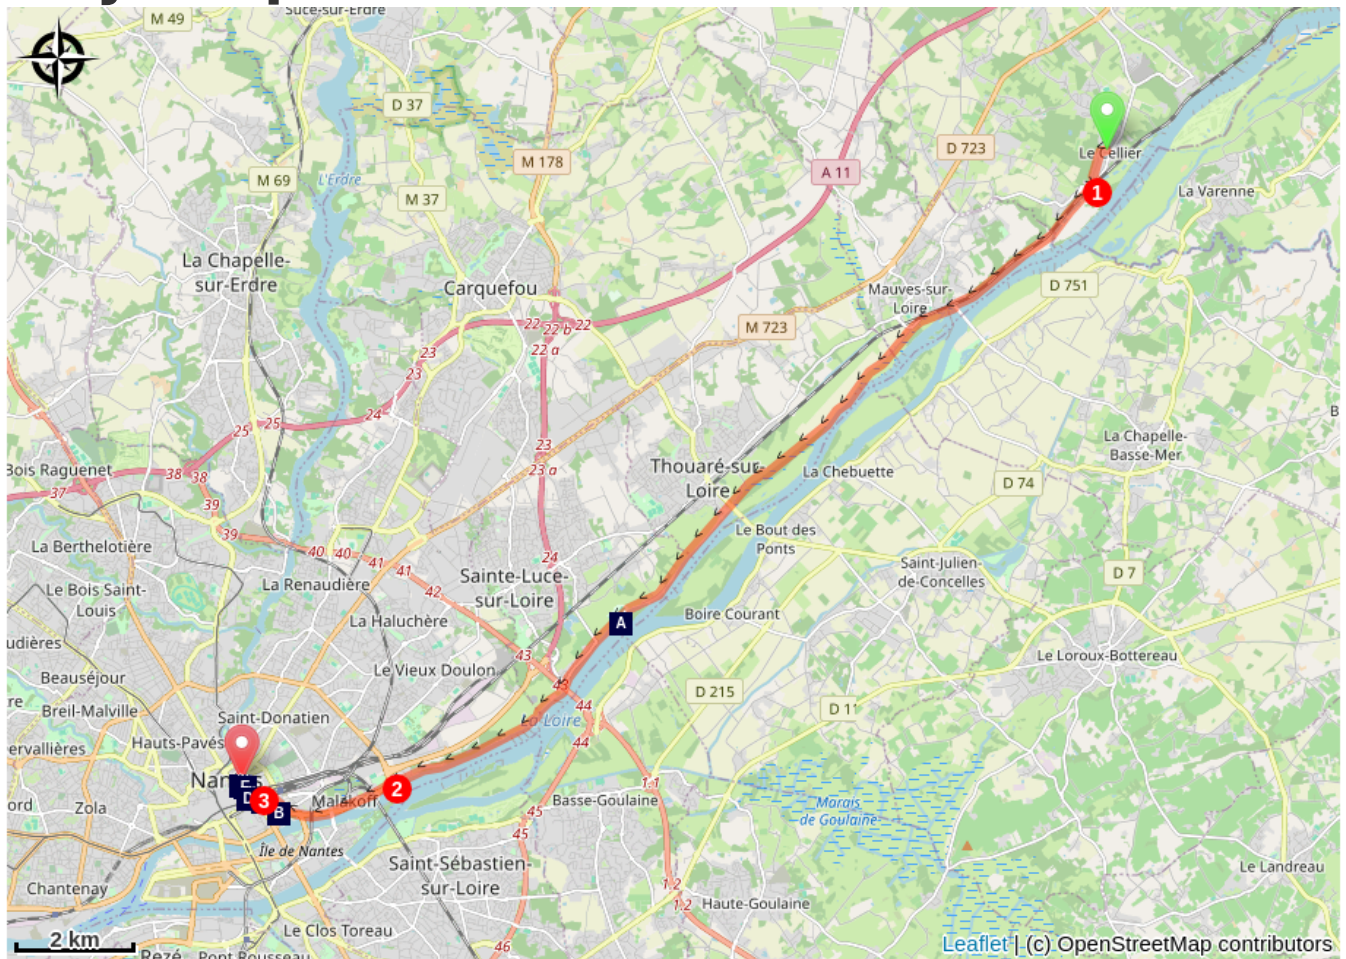 M 49
Sucé-sur-Erdre
D 37
M 178
D 723
Le Cellier
A 11
M 69
L'Erdre
M 37
1
La Varenne
La Chapelle-
sur-Erdre
Carquefou
Mauves-sur-
Loire
D 751
22
22 b
22
M 723
22 a
23
23
24
25
25
La Chapelle-
Basse-Mer
23
23 a
Bois Raguenet
38
38
37
Thouaré-sur-
Loire
La Chebuette
D 74
39
39
Le Bout des
Ponts
La Berthelotière
40
40
41
41
24
Saint-Julien-
de-Concelles
D 7
La Renaudière
Sainte-Luce-
sur-Loire
42
Le Bois Saint-
Louis
La Haluchère
A
Boire Courant
udières
43
Le Loroux-Bottereau
Beauséjour
Le Vieux Doulon
43
D 215
D 11
Breil-Malville
Saint-Donatien
44
La Loire
Hauts-Pavés
ervallières
44
Nantes
E
D
3
B
2
Malakoff
1.1
Basse-Goulaine
Marais
de Goulaine
ord
Zola
45
45
Île de Nantes
Saint-Sébastien-
sur-Loire
Le Landreau
Chantenay
1.2
1.2
Haute-Goulaine
Le Clos Toreau
46
2 km
Rezé
Pont Rousseau
Leaflet | (c) OpenStreetMap contributors